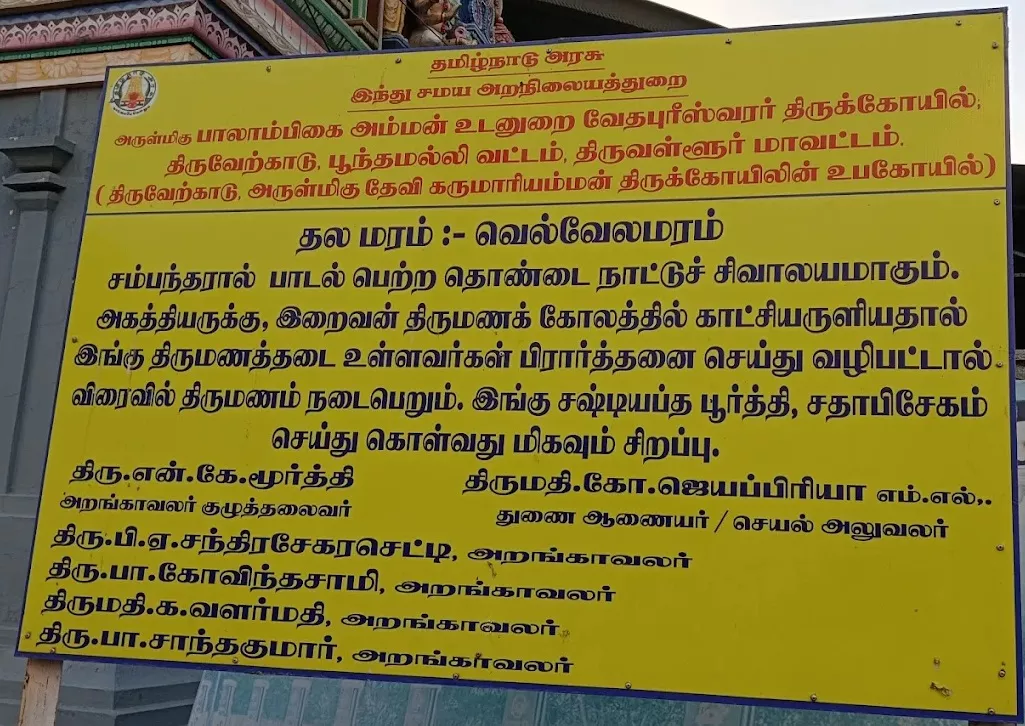 தமிழ்நாடு அரசு
இந்து சமய அறநிலையத்துறை
அருள்மிகு பாலாம்பிகை அம்மன் உடனுறை வேதபுரீஸ்வரர் திருக்கோயில்,
திருவேற்காடு, பூந்தமல்லி வட்டம், திருவள்ளூர் மாவட்டம்.
( திருவேற்காடு, அருள்மிகு தேவி கருமாரியம்மன் திருக்கோயிலின் உபகோயில்)
தல மரம் :- வெல்வேலமரம்
சம்பந்தரால் பாடல் பெற்ற தொண்டை நாட்டுச் சிவாலயமாகும்.
அகத்தியருக்கு, இறைவன் திருமணக் கோலத்தில் காட்சியருளியதால்
இங்கு திருமணத்தடை உள்ளவர்கள் பிரார்த்தனை செய்து வழிபட்டால்
விரைவில் திருமணம் நடைபெறும். இங்கு சஷ்டியப்த பூர்த்தி, சதாபிசேகம்
செய்து கொள்வது மிகவும் சிறப்பு.
திரு.என்.கே.மூர்த்தி
அறங்காவலர் குழுத்தலைவர்
திருமதி.கோ.ஜெயப்பிரியா எம்.எல்,.
துணை ஆணையர் / செயல் அலுவலர்
திரு.பி.ஏ.சந்திரசேகரசெட்டி, அறங்காவலர்
திரு.பா.கோவிந்தசாமி, அறங்காவலர்
திருமதி.க.வளர்மதி, அறங்காவலர்
திரு.பா.சாந்தகுமார், அறங்காவலர்